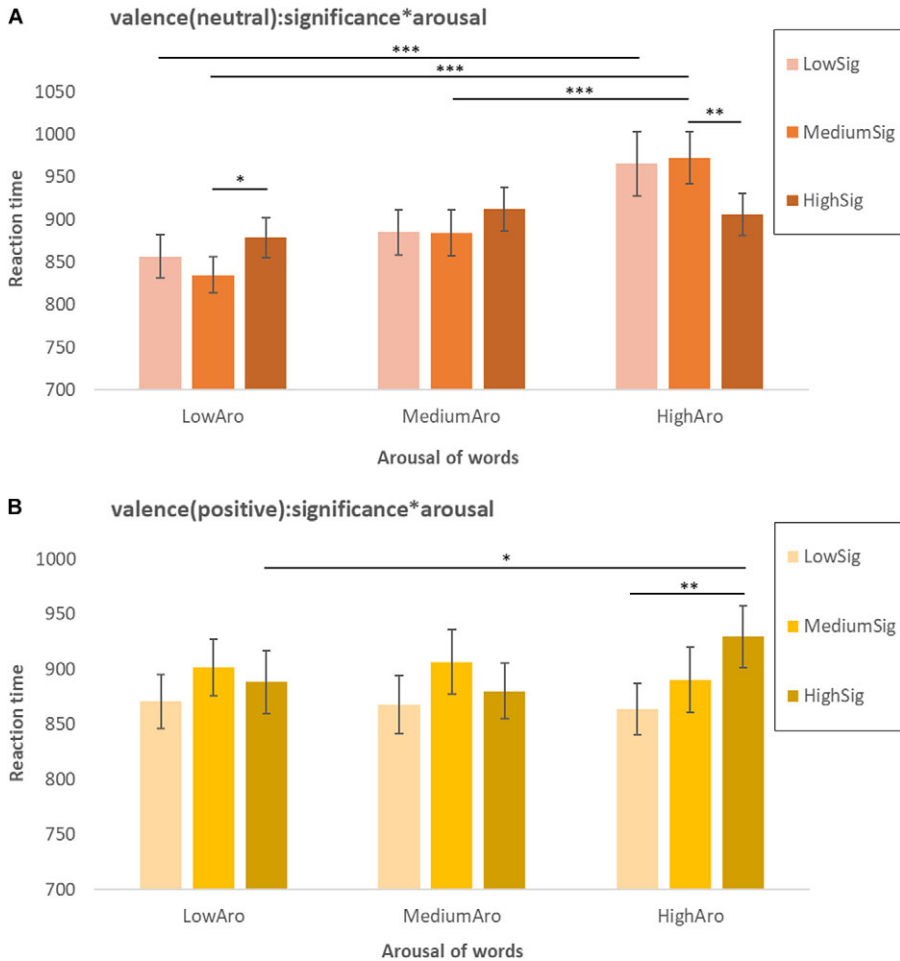 A
valence(neutral):significance*arousal
***
***
***
**
*
1050
1000
950
900
850
800
750
700
Reaction time
LowAro
MediumAro
HighAro
Arousal of words
LowSig
MediumSig
HighSig
B
valence(positive):significance*arousal
*
**
1000
950
900
850
800
750
700
Reaction time
LowAro
MediumAro
HighAro
Arousal of words
LowSig
MediumSig
HighSig